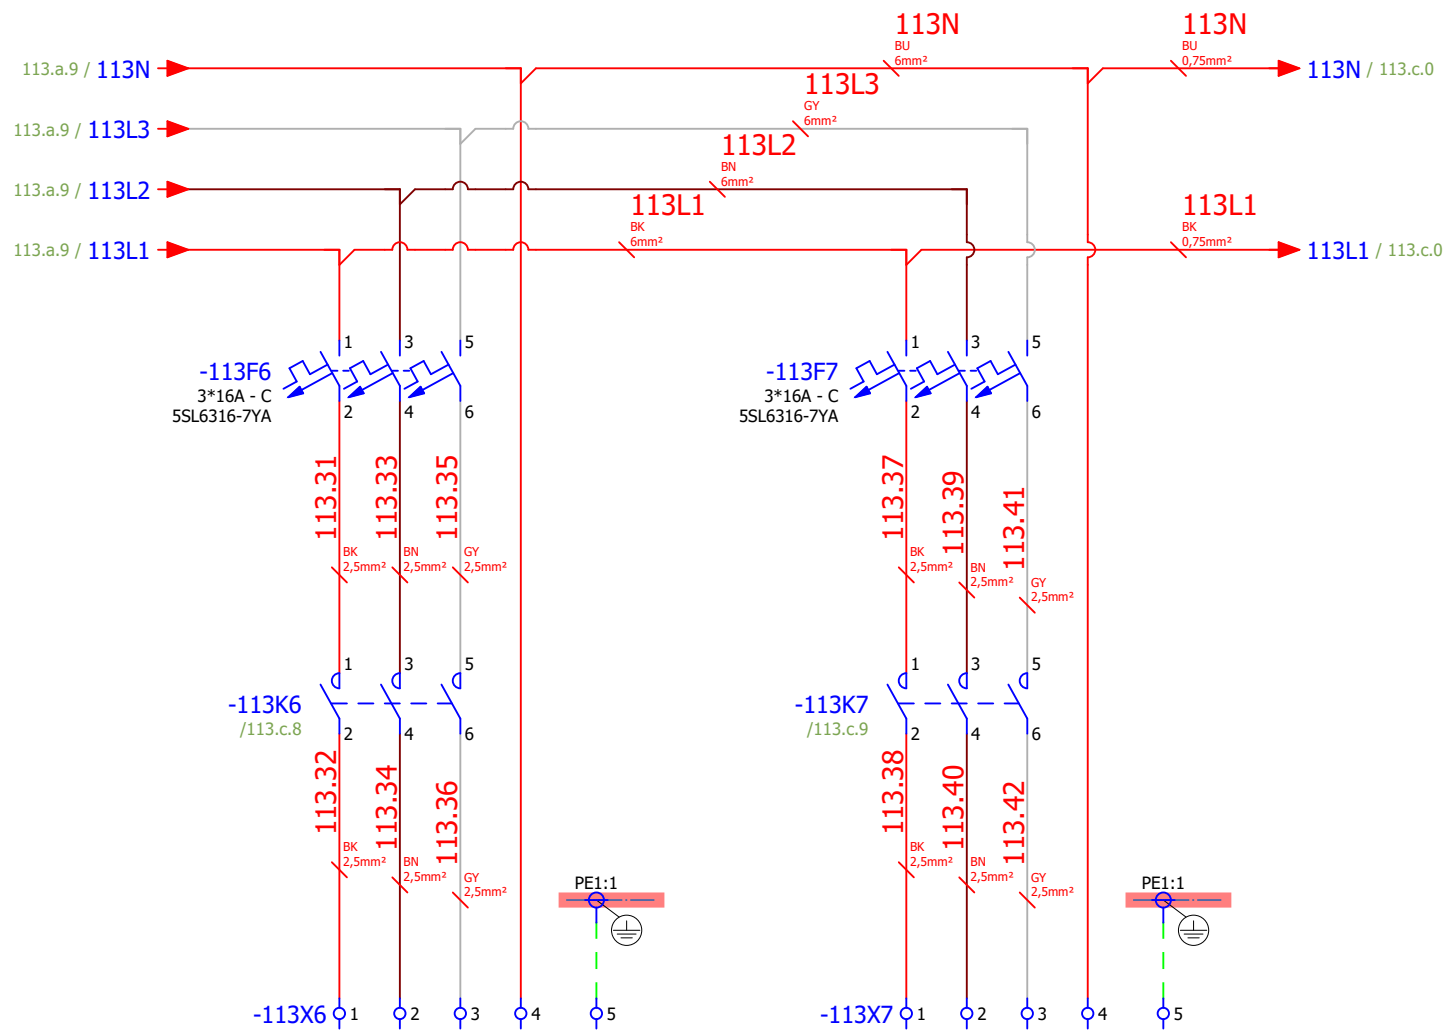 113N
BU
6mm²
113N
BU
0,75mm²
113.a.9 / 113N
113N / 113.c.0
113L3
GY
6mm²
113.a.9 / 113L3
113L2
BN
6mm²
113.a.9 / 113L2
113L1
BK
6mm²
113L1
BK
0,75mm²
113.a.9 / 113L1
113L1 / 113.c.0
1 3 5
-113F6
3*16A - C
5SL6316-7YA
2 4 6
1 3 5
-113F7
3*16A - C
5SL6316-7YA
2 4 6
113.31
113.33
113.35
BK
2,5mm²
BN
2,5mm²
GY
2,5mm²
113.37
113.39
113.41
BK
2,5mm²
BN
2,5mm²
GY
2,5mm²
1 3 5
-113K6
/113.c.8
2 4 6
1 3 5
-113K7
/113.c.9
2 4 6
113.32
113.34
113.36
BK
2,5mm²
BN
2,5mm²
GY
2,5mm²
113.38
113.40
113.42
BK
2,5mm²
BN
2,5mm²
GY
2,5mm²
PE1:1
PE1:1
-113X6 1 2 3 4 5
-113X7 1 2 3 4 5